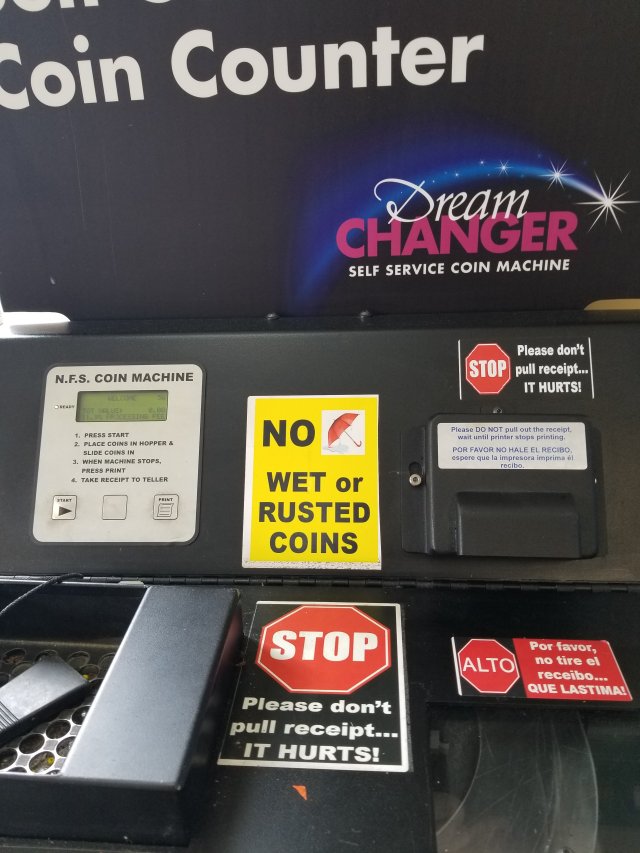 Coin Counter
Dream
CHANGER
SELF SERVICE COIN MACHINE
N.F.S. COIN MACHINE
READY
WELCOME
1. PRESS START
2. PLACE COINS IN HOPPER &
SLIDE COINS IN
3. WHEN MACHINE STOPS,
PRESS PRINT
4. TAKE RECEIPT TO TELLER
START
PRINT
NO
WET or
RUSTED
COINS
STOP
Please don't
pull receipt...
IT HURTS!
Please DO NOT pull out the receipt,
wait until printer stops printing.
POR FAVOR NO HALE EL RECIBO,
espere que la impresora imprima el
recibo.
STOP
Please don't
pull receipt...
IT HURTS!
ALTO
Por favor,
no tire el
receibo...
QUE LASTIMA!